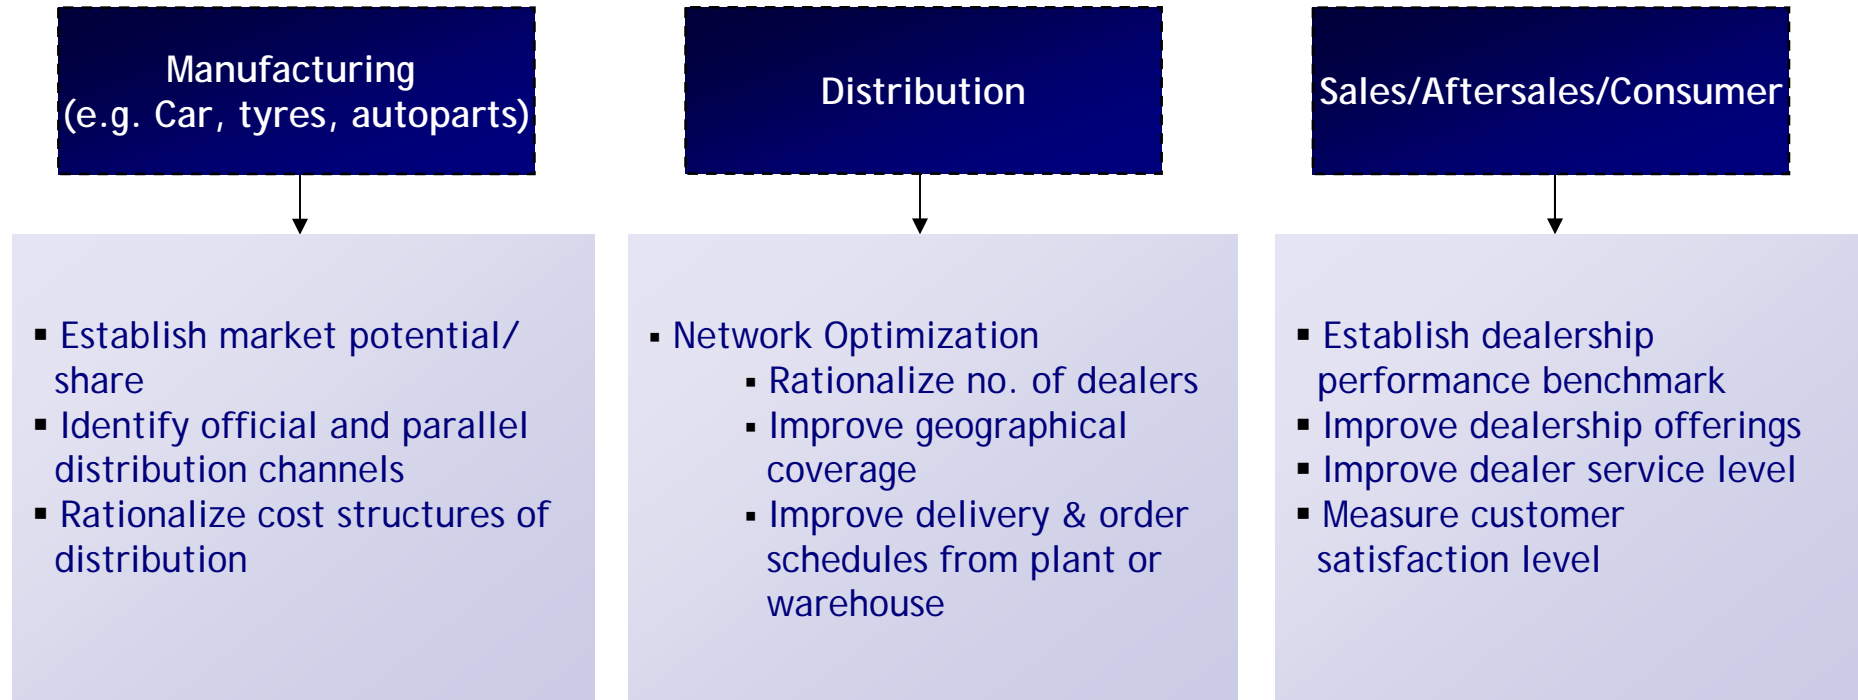 Manufacturing
(e.g. Car, tyres, autoparts)
▪ Establish market potential/
share
▪ Identify official and parallel
distribution channels
▪ Rationalize cost structures of
distribution
Distribution
▪ Network Optimization
▪ Rationalize no. of dealers
▪ Improve geographical
coverage
▪ Improve delivery & order
schedules from plant or
warehouse
Sales/Aftersales/Consumer
▪ Establish dealership
performance benchmark
▪ Improve dealership offerings
▪ Improve dealer service level
▪ Measure customer
satisfaction level